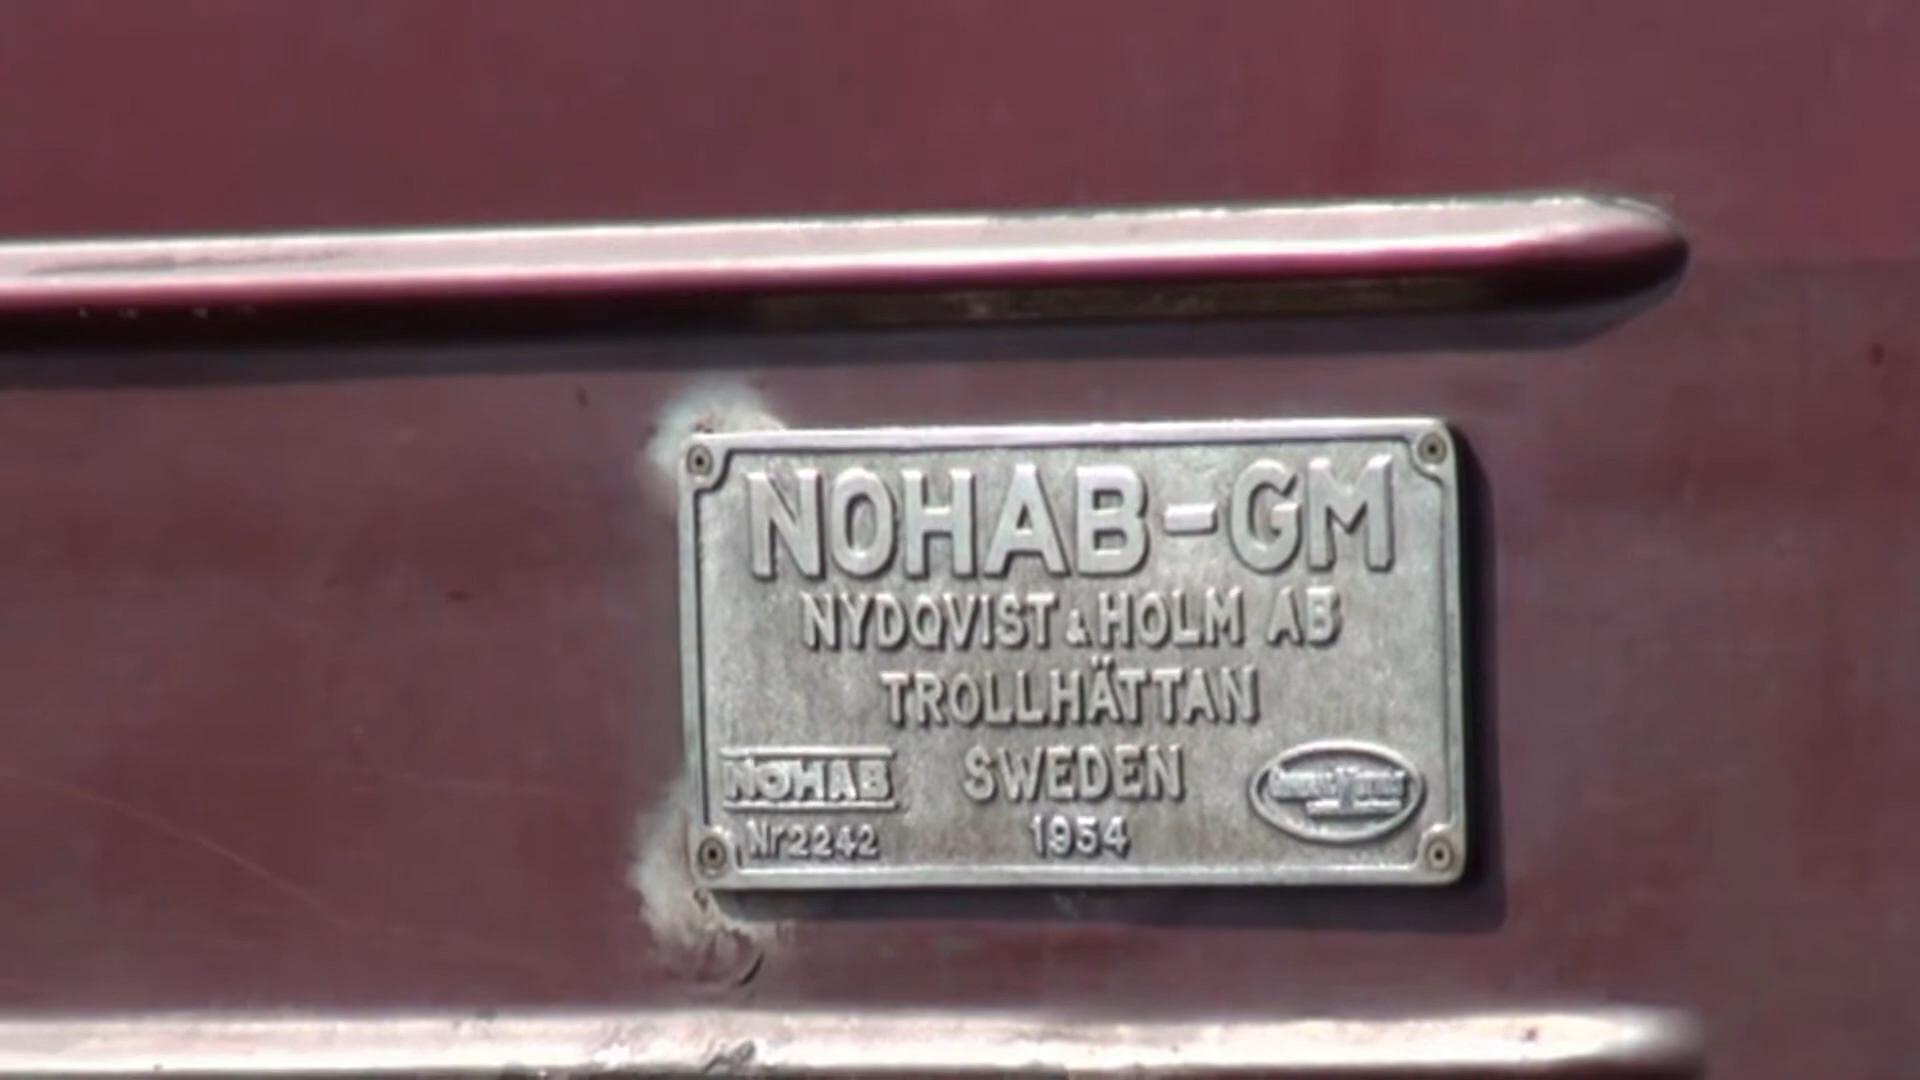 NOHAB-GM
NYDQVIST & HOLM AB
TROLLHÄTTAN
SWEDEN
NOHAB
Nr 2242
1954